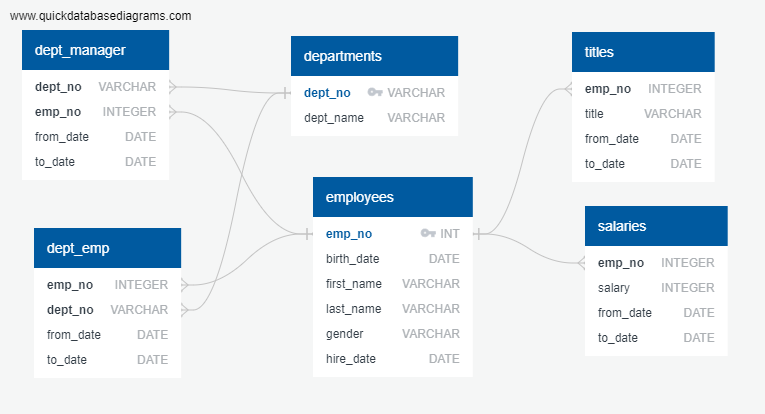 www.quickdatabasediagrams.com
dept_manager
dept_no VARCHAR
emp_no INTEGER
from_date DATE
to_date DATE
departments
dept_no VARCHAR
dept_name VARCHAR
titles
emp_no INTEGER
title VARCHAR
from_date DATE
to_date DATE
dept_emp
emp_no INTEGER
dept_no VARCHAR
from_date DATE
to_date DATE
employees
emp_no INT
birth_date DATE
first_name VARCHAR
last_name VARCHAR
gender VARCHAR
hire_date DATE
salaries
emp_no INTEGER
salary INTEGER
from_date DATE
to_date DATE